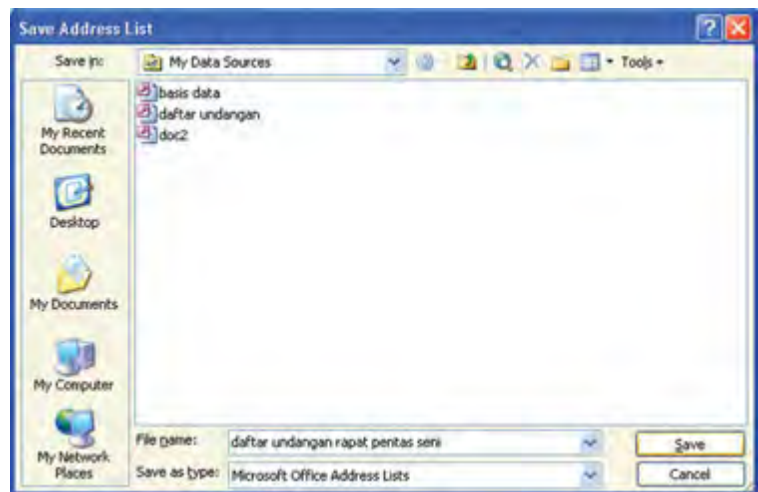 Save Address List
Save in:
My Data Sources
Tools
My Recent
Documents
Desktop
My Documents
My Computer
My Network
Places
basis data
daftar undangan
doc2
File name:
daftar undangan rapat pentas seni
Save
Save as type:
Microsoft Office Address Lists
Cancel